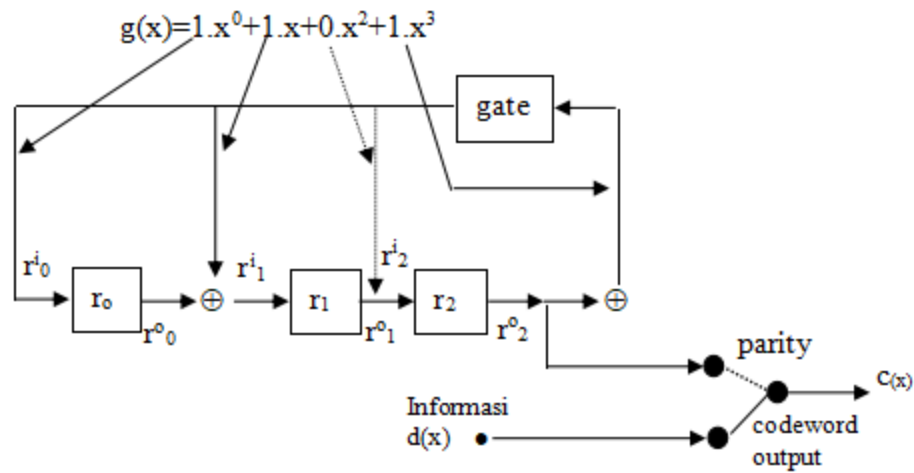 g(x)=1.x⁰+1.x+0.x²+1.x³
gate
rⁱ₀
rⁱ₁
rⁱ₂
r₀
r₁
r₂
rº₀
rº₁
rº₂
parity
c₍ₓ₎
Informasi
d(x)
codeword
output